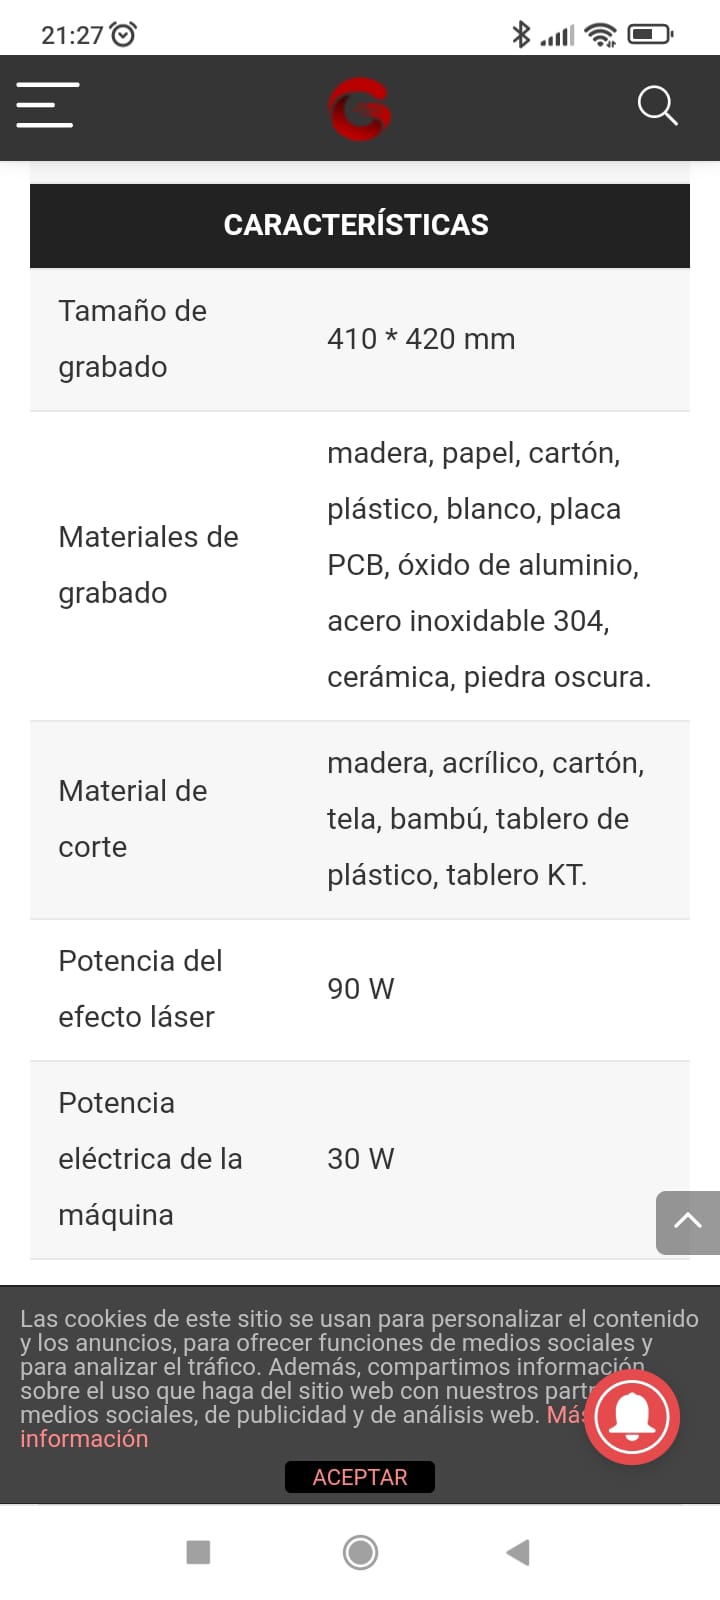 21:27
CARACTERÍSTICAS
Tamaño de
grabado
410 * 420 mm
Materiales de
grabado
madera, papel, cartón,
plástico, blanco, placa
PCB, óxido de aluminio,
acero inoxidable 304,
cerámica, piedra oscura.
Material de
corte
madera, acrílico, cartón,
tela, bambú, tablero de
plástico, tablero KT.
Potencia del
efecto láser
90 W
Potencia
eléctrica de la
máquina
30 W
Las cookies de este sitio se usan para personalizar el contenido
y los anuncios, para ofrecer funciones de medios sociales y
para analizar el tráfico. Además, compartimos información
sobre el uso que haga del sitio web con nuestros
medios sociales, de publicidad y de análisis web. Más
información
ACEPTAR